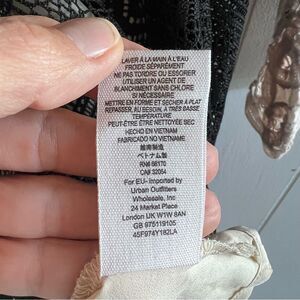 LAVER À LA MAIN À L'EAU
FROIDE SÉPARÉMENT
NE PAS TORDRE OU ESSORER
UTILISER UN AGENT DE
BLANCHIMENT SANS CHLORE
SI NÉCESSAIRE
METTRE EN FORME ET SECHER À PLAT
REPASSER, AU BESOIN, À TRÈS BASSE
TEMPÉRATURE
PEUT-ÊTRE ÊTRE NETTOYÉE SEC
HECHO EN VIETNAM
FABRICADO NO VIETNAM
越南製造
ベトナム製
RN# 66170
CA# 32054
For EU- Imported by
Urban Outfitters
Wholesale, Inc
24 Market Place
London UK W1W 8AN
GB 975119105
45F974Y182LA